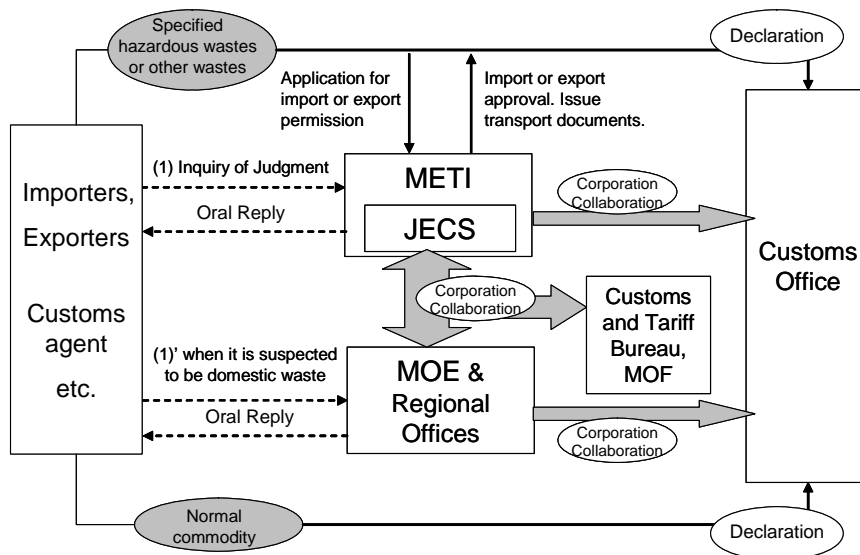 Specified
hazardous wastes
or other wastes
Declaration
Application for
import or export
permission
Import or export
approval. Issue
transport documents.
Importers,
Exporters
Customs
agent
etc.
(1) Inquiry of Judgment
Oral Reply
METI
JECS
Corporation
Collaboration
Customs
Office
Corporation
Collaboration
Customs
and Tariff
Bureau,
MOF
(1)' when it is suspected
to be domestic waste
Oral Reply
MOE &
Regional
Offices
Corporation
Collaboration
Normal
commodity
Declaration